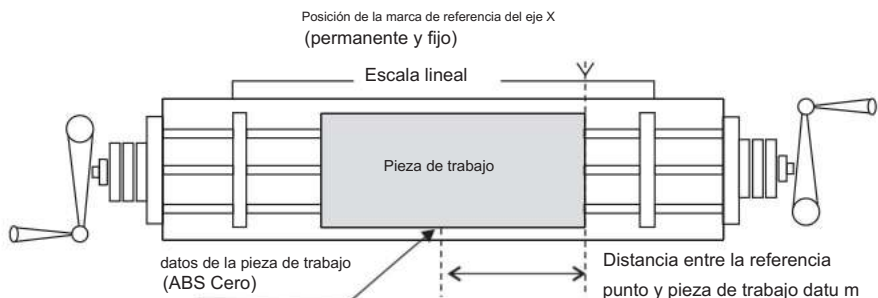 Posición de la marca de referencia del eje X
(permanente y fijo)
Escala lineal
Pieza de trabajo
datos de la pieza de trabajo
(ABS Cero)
Distancia entre la referencia
punto y pieza de trabajo datu m